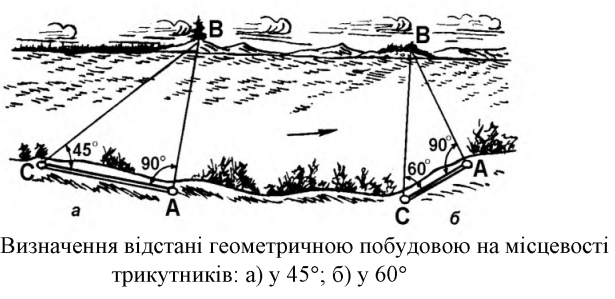 B B
45° 90° 90°
60°
C A A
C
а б
Визначення відстані геометричною побудовою на місцевості
трикутників: а) у 45°; б) у 60°